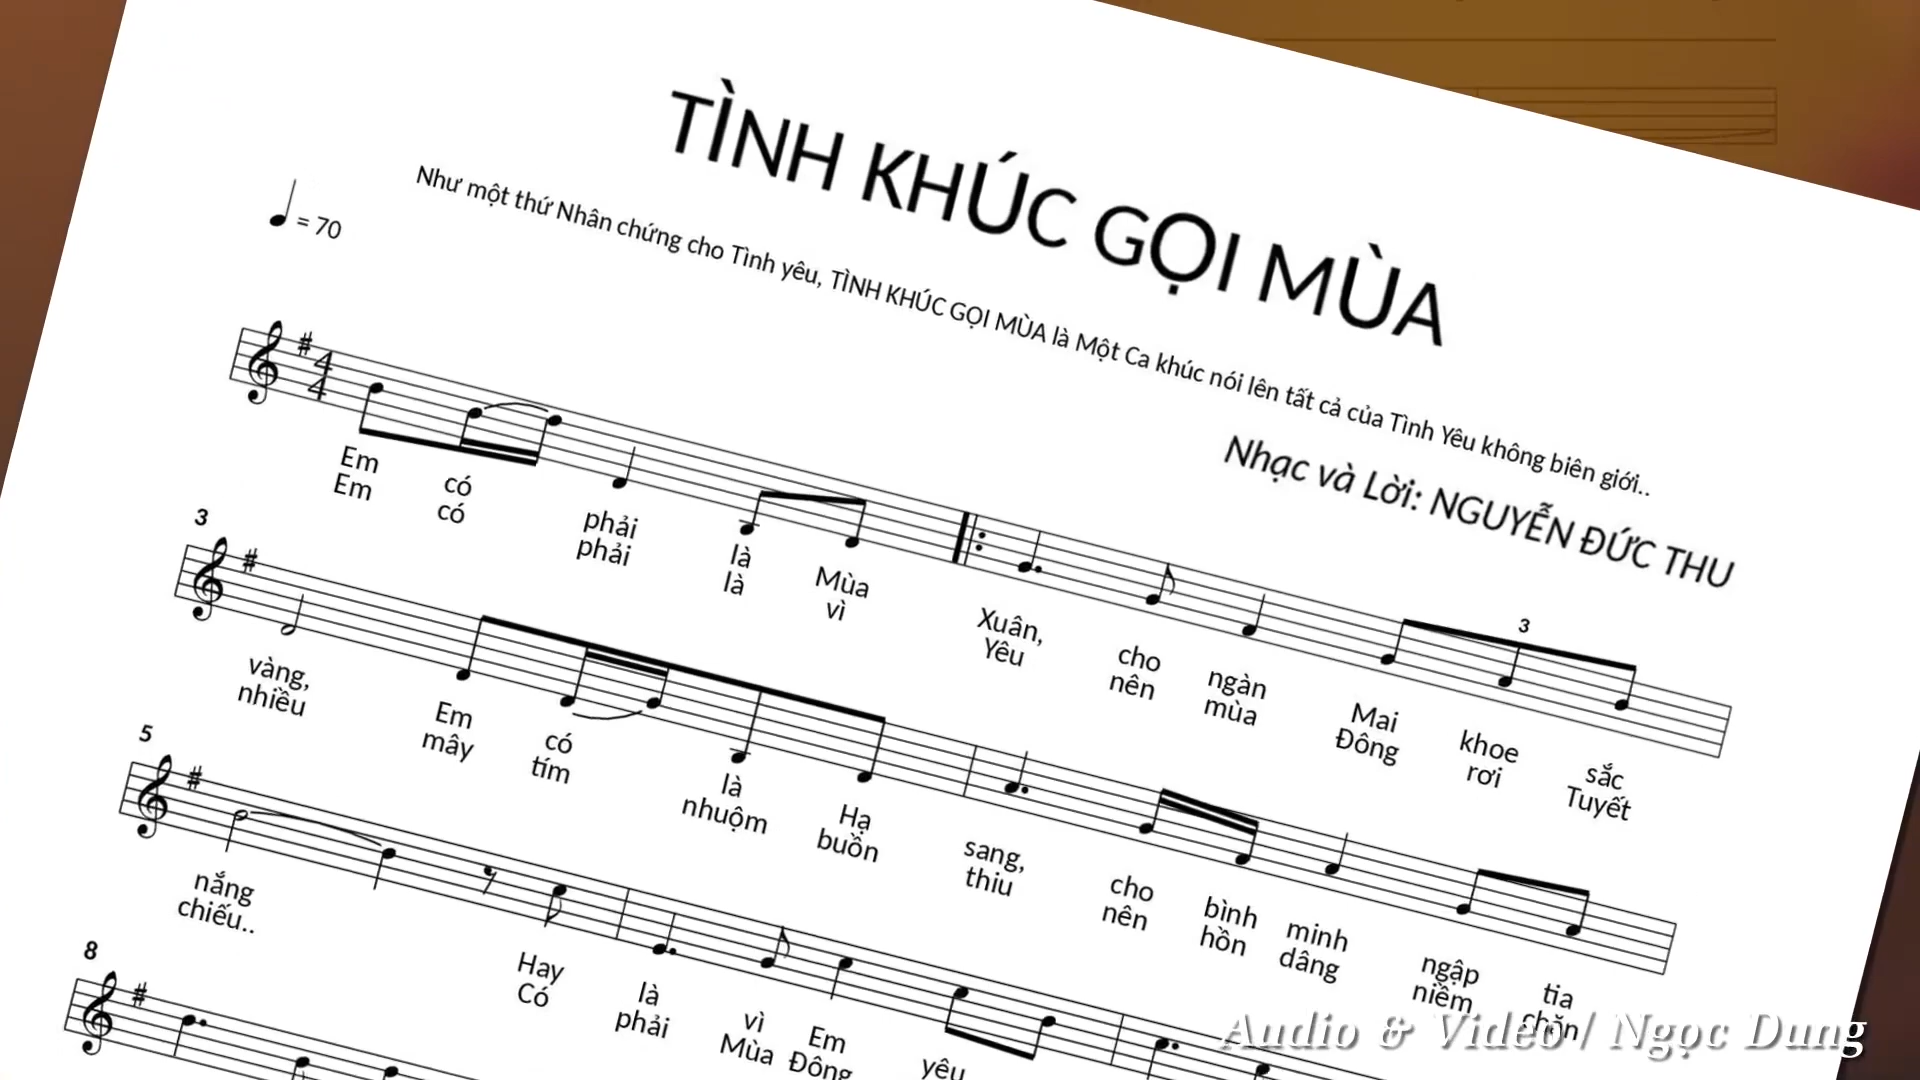 TÌNH KHÚC GỌI MÙA
Như một thứ Nhân chứng cho Tình yêu, TÌNH KHÚC GỌI MÙA là Một Ca khúc nói lên tất cả của Tình Yêu không biên giới..
= 70
Nhạc và Lời: NGUYỄN ĐỨC THU
4
4
Em có phải là Mùa Xuân, cho ngàn Mai khoe sắc
Em có phải là vì Yêu nên mùa Đông rơi Tuyết
3
3
vàng, Em có là Hạ sang, cho bình minh ngập tia
nhiều mây tím nhuộm buồn thiu nên hồn dâng niềm chăn
5
nắng Hay là vì Em yêu
chiếu.. Có phải Mùa Đông
8
Audio & Video / Ngọc Dung